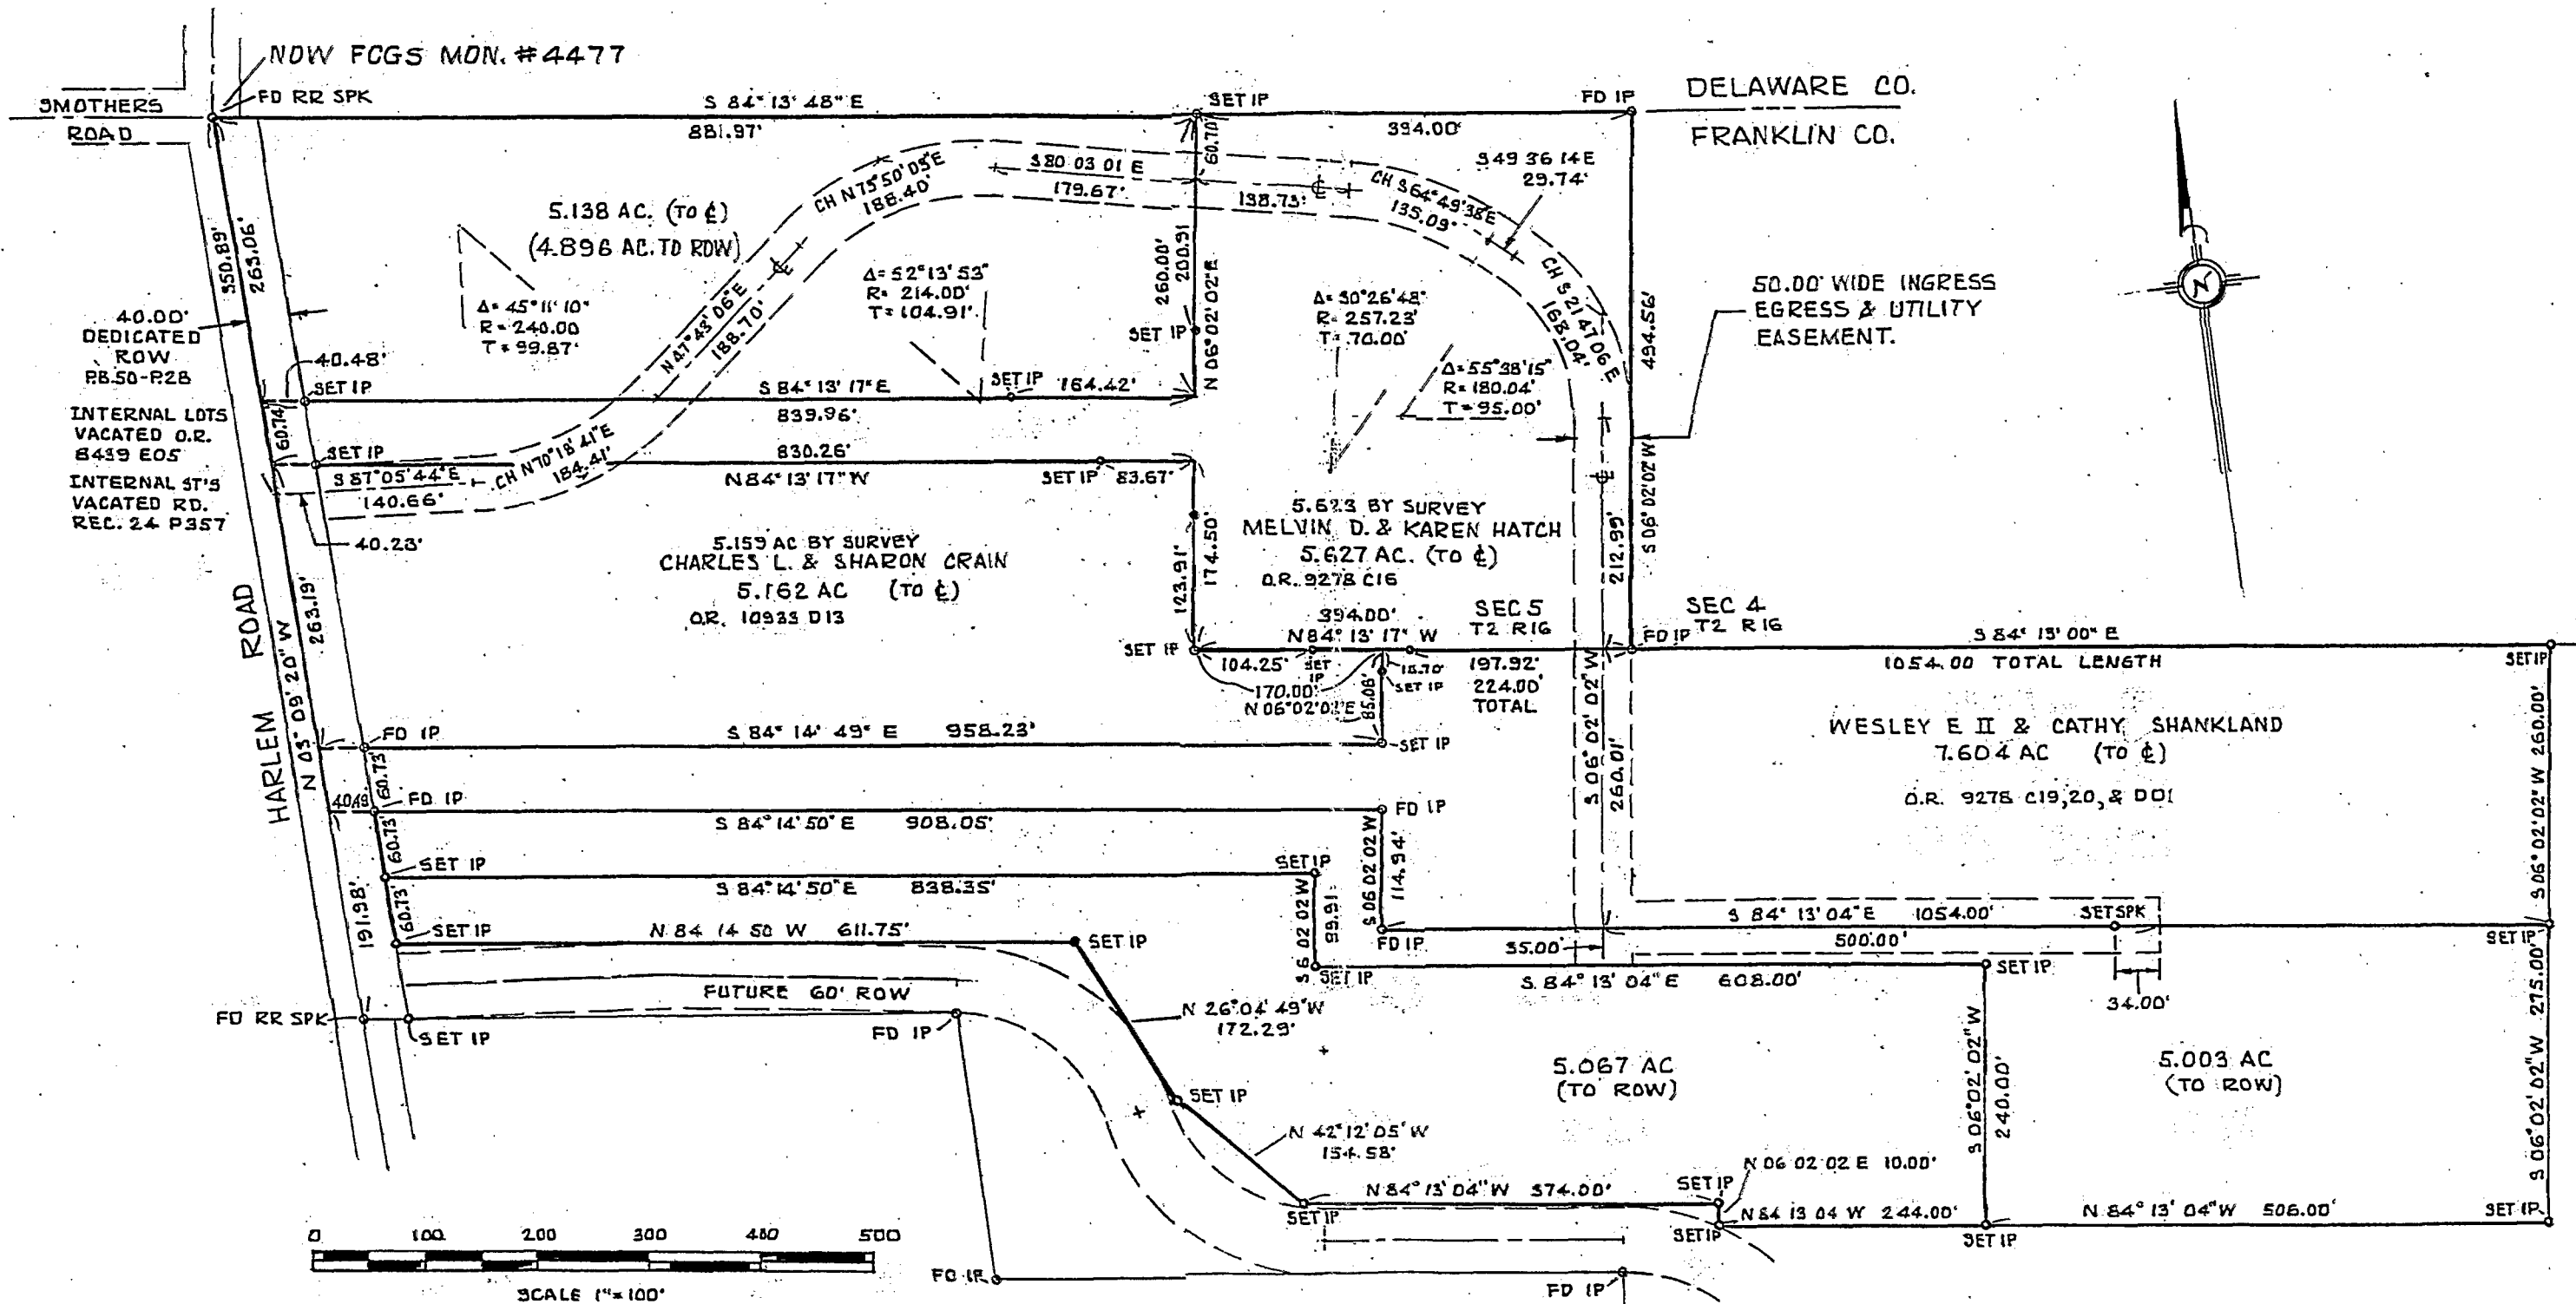 NOW FCGS MON. #4477
SMOTHERS
ROAD
FD RR SPK
S 84° 13' 48" E
881.97'
SET IP
394.00'
FD IP
DELAWARE CO.
FRANKLIN CO.
60.70'
S 80 03 01 E
179.67'
138.73'
CH S 64° 49' 38" E
135.09'
S 49 36 14 E
29.74'
CH N 75° 50' 05" E
188.40'
5.138 AC. (TO ℄)
(4.896 AC. TO ROW)
350.89'
263.06'
Δ= 45° 11' 10"
R= 240.00
T= 99.87'
Δ= 52° 13' 53"
R= 214.00'
T= 104.91'
N 47° 43' 06" E
188.70'
260.00'
200.91
N 06° 02' 02" E
SET IP
Δ= 30° 26' 48"
R= 257.23'
T= 70.00'
Δ= 55° 38' 15"
R= 180.04'
T= 95.00'
CH S 21 47 06 E
168.04'
494.56'
50.00' WIDE INGRESS
EGRESS & UTILITY
EASEMENT.
N
40.00'
DEDICATED
ROW
P.B. 50-P.28
40.48'
SET IP
S 84° 13' 17" E
839.96'
SET IP
164.42'
INTERNAL LOTS
VACATED O.R.
8439 E05
INTERNAL ST'S
VACATED RD.
REC. 24 P357
60.74'
SET IP
S 87° 05' 44" E
140.66'
CH N 70° 18' 41" E
184.41'
830.26'
N 84° 13' 17" W
SET IP
83.67'
40.23'
5.159 AC BY SURVEY
CHARLES L. & SHARON CRAIN
5.162 AC (TO ℄)
O.R. 10933 D13
123.91'
174.50'
5.623 BY SURVEY
MELVIN D. & KAREN HATCH
5.627 AC. (TO ℄)
O.R. 9278 C16
212.99'
S 06° 02' 02" W
HARLEM ROAD
N 03° 09' 20" W
263.19'
SET IP
394.00'
N 84° 13' 17" W
SEC 5
T2 R16
SEC 4
T2 R16
FD IP
S 84° 13' 00" E
1054.00 TOTAL LENGTH
SET IP
104.25'
SET
IP
170.00'
N 06° 02' 02" E
85.06'
18.70'
SET IP
197.92'
224.00'
TOTAL
FD IP
S 84° 14' 49" E 958.23'
SET IP
S 06° 02' 02" W
260.01'
WESLEY E II & CATHY SHANKLAND
7.604 AC (TO ℄)
O.R. 9278 C19,20, & D01
S 06° 02' 02" W 260.00'
60.73'
FD IP
S 84° 14' 50" E 908.05'
FD IP
60.73'
SET IP
S 84° 14' 50" E 838.35'
SET IP
S 06 02 02 W
114.94'
S 6 02 02 W
99.91
191.98'
60.73'
SET IP
N 84 14 50 W 611.75'
SET IP
FD IP
S 84° 13' 04" E 1054.00'
SET SPK
35.00'
500.00'
SET IP
SET IP
S. 84° 13' 04" E 608.00'
SET IP
34.00'
FUTURE 60' ROW
FD RR SPK
SET IP
FD IP
N 26° 04' 49" W
172.29'
5.067 AC
(TO ROW)
S 06° 02' 02" W
240.00'
5.003 AC
(TO ROW)
S 06° 02' 02" W 275.00'
SET IP
N 42° 12' 05" W
154.58'
N 84° 13' 04" W 374.00'
SET IP
SET IP
N 06 02 02 E 10.00'
SET IP
N 84 13 04 W 244.00'
SET IP
N 84° 13' 04" W 506.00'
SET IP
FD IP
FD IP
0 100 200 300 400 500
SCALE 1"=100'